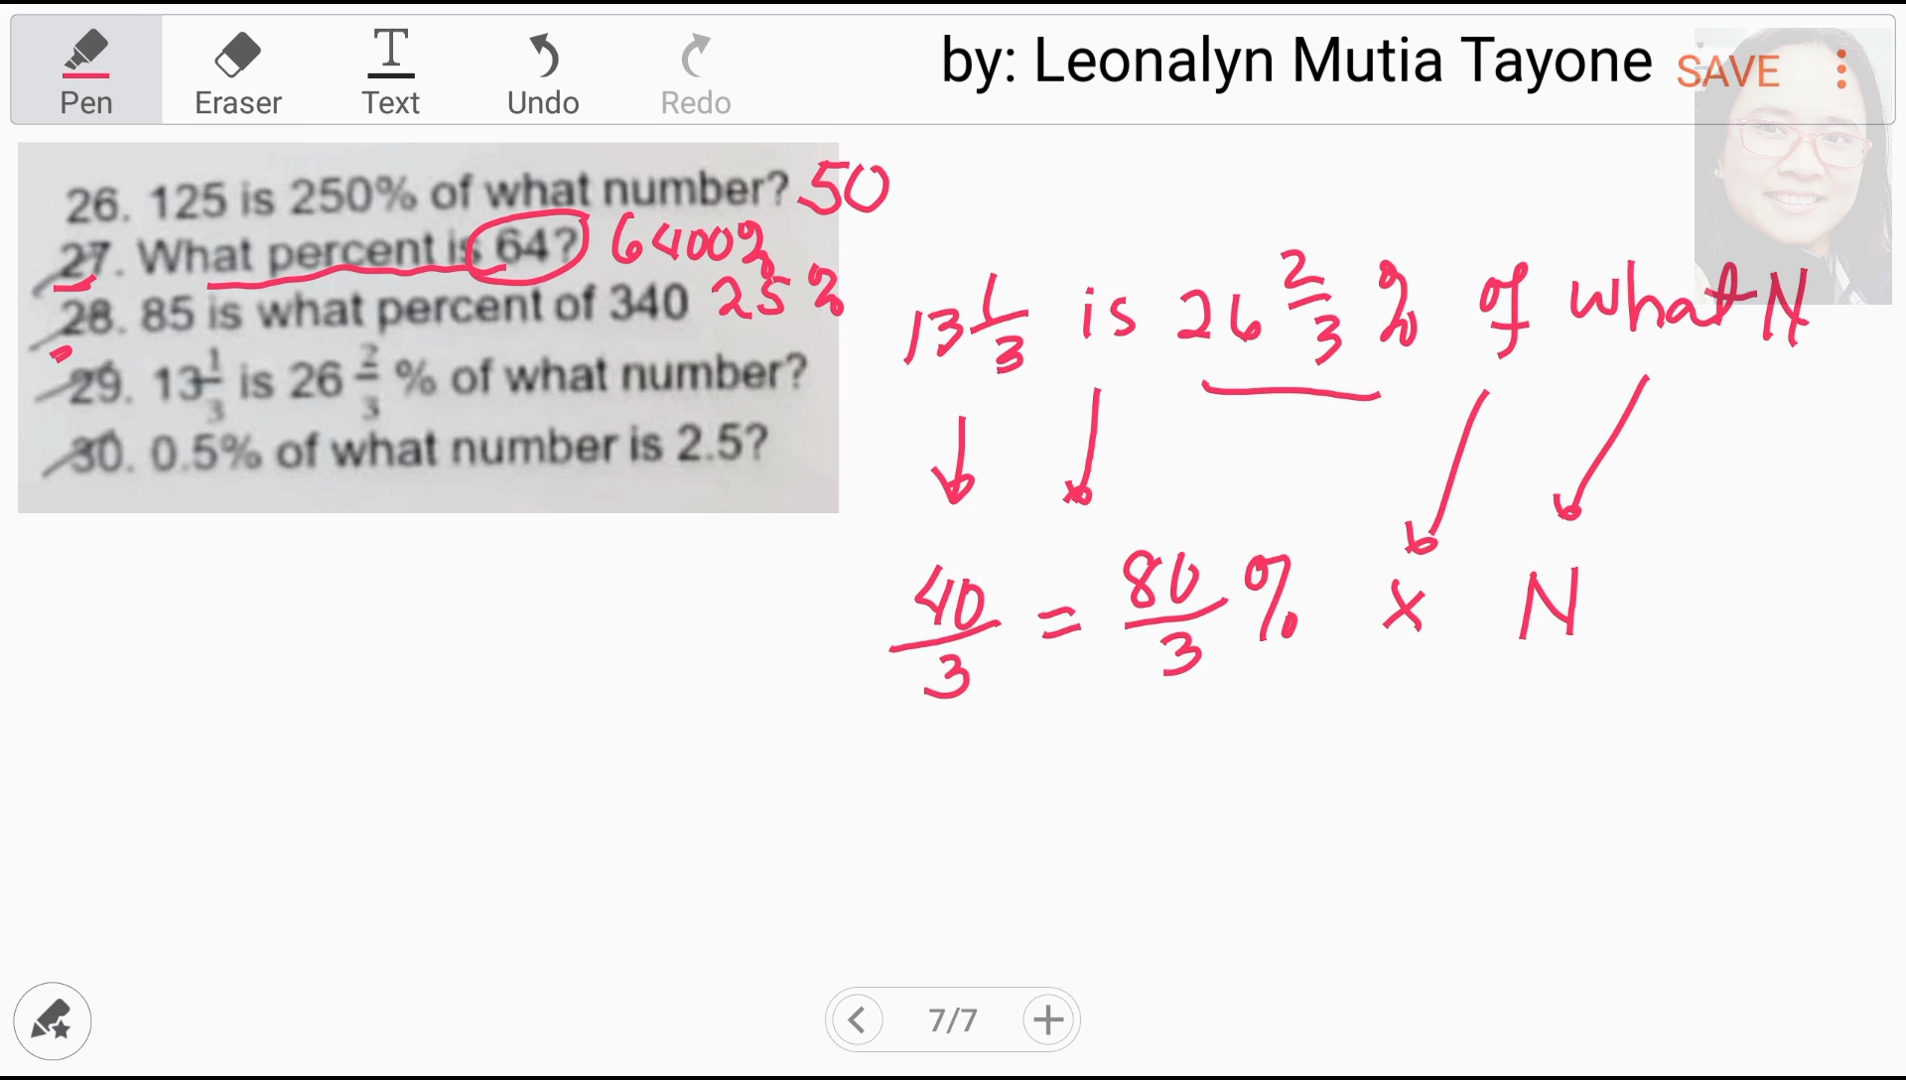 Pen Eraser Text Undo Redo by: Leonalyn Mutia Tayone SAVE
26. 125 is 250% of what number? 50
27. What percent is 64? 6400%
28. 85 is what percent of 340 25%
29. 13 1/3 is 26 2/3 % of what number?
30. 0.5% of what number is 2.5?
13 1/3 is 26 2/3 % of what N
40/3 = 80/3 % x N
7/7